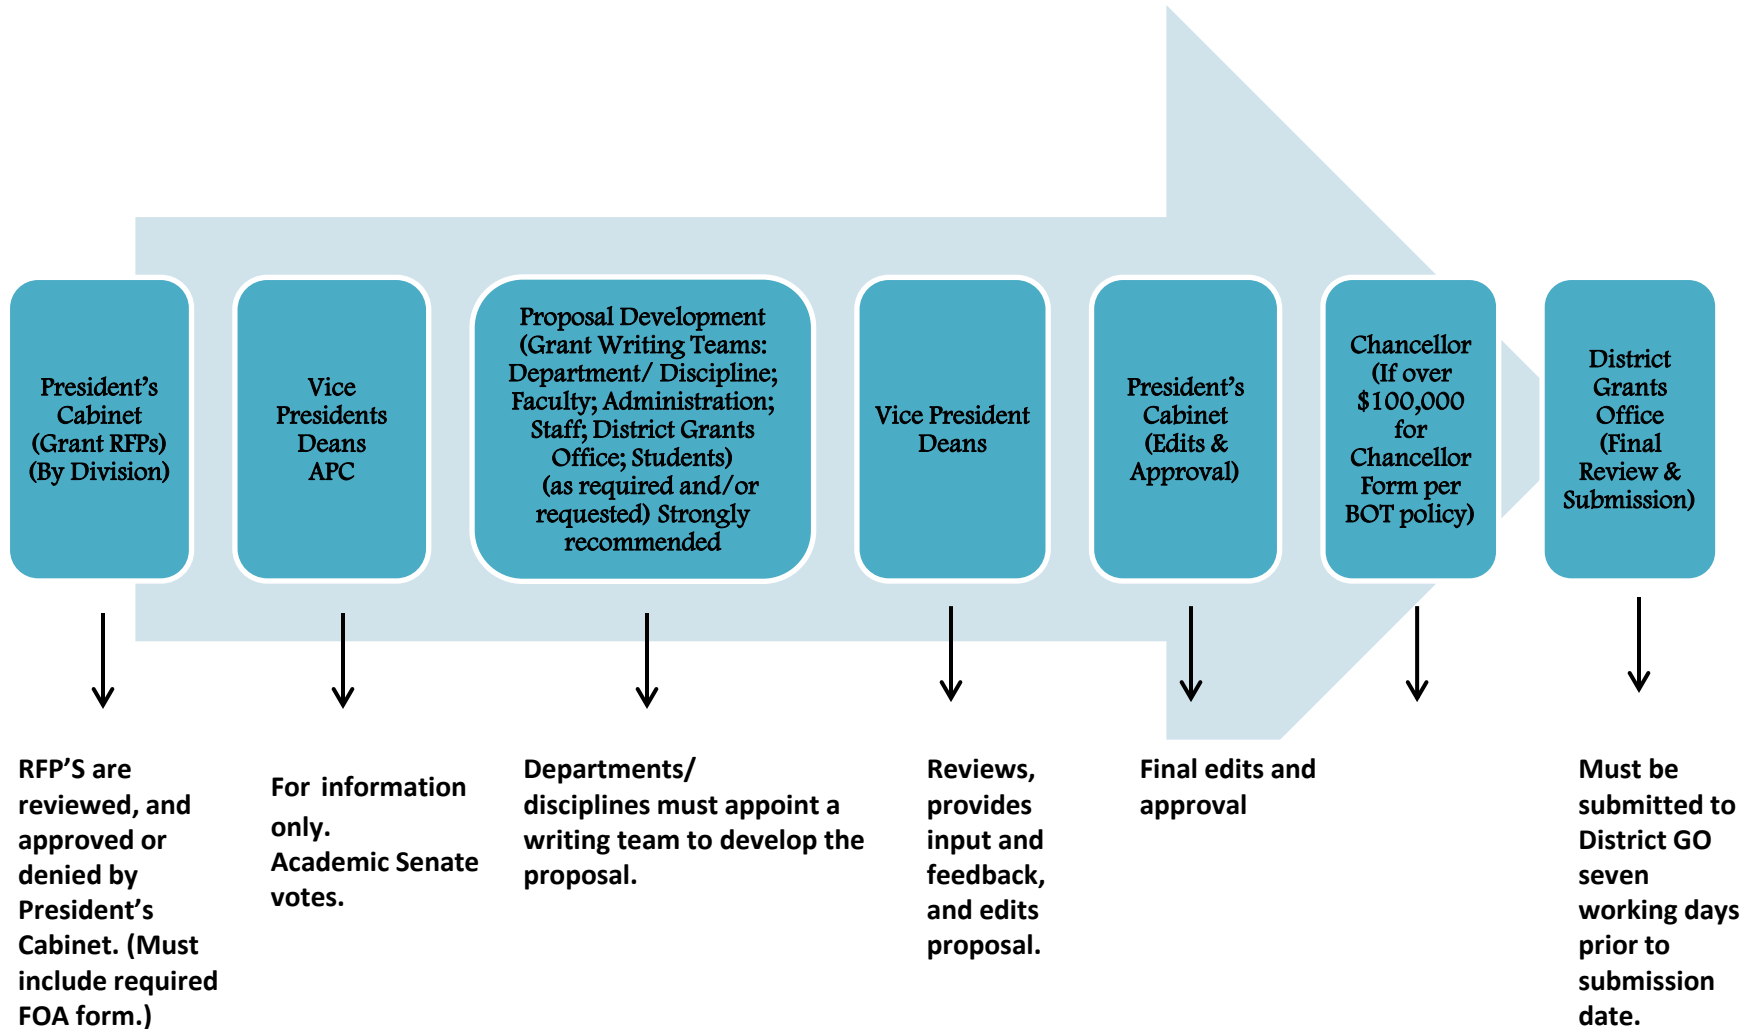 President’s
Cabinet
(Grant RFPs)
(By Division)
Vice
Presidents
Deans
APC
Proposal Development
(Grant Writing Teams:
Department/ Discipline;
Faculty; Administration;
Staff; District Grants
Office; Students)
(as required and/or
requested) Strongly
recommended
Vice President
Deans
President’s
Cabinet
(Edits &
Approval)
Chancellor
(If over
$100,000
for
Chancellor
Form per
BOT policy)
District
Grants
Office
(Final
Review &
Submission)
RFP’S are
reviewed, and
approved or
denied by
President’s
Cabinet. (Must
include required
FOA form.)
For information
only.
Academic Senate
votes.
Departments/
disciplines must appoint a
writing team to develop the
proposal.
Reviews,
provides
input and
feedback,
and edits
proposal.
Final edits and
approval
Must be
submitted to
District GO
seven
working days
prior to
submission
date.